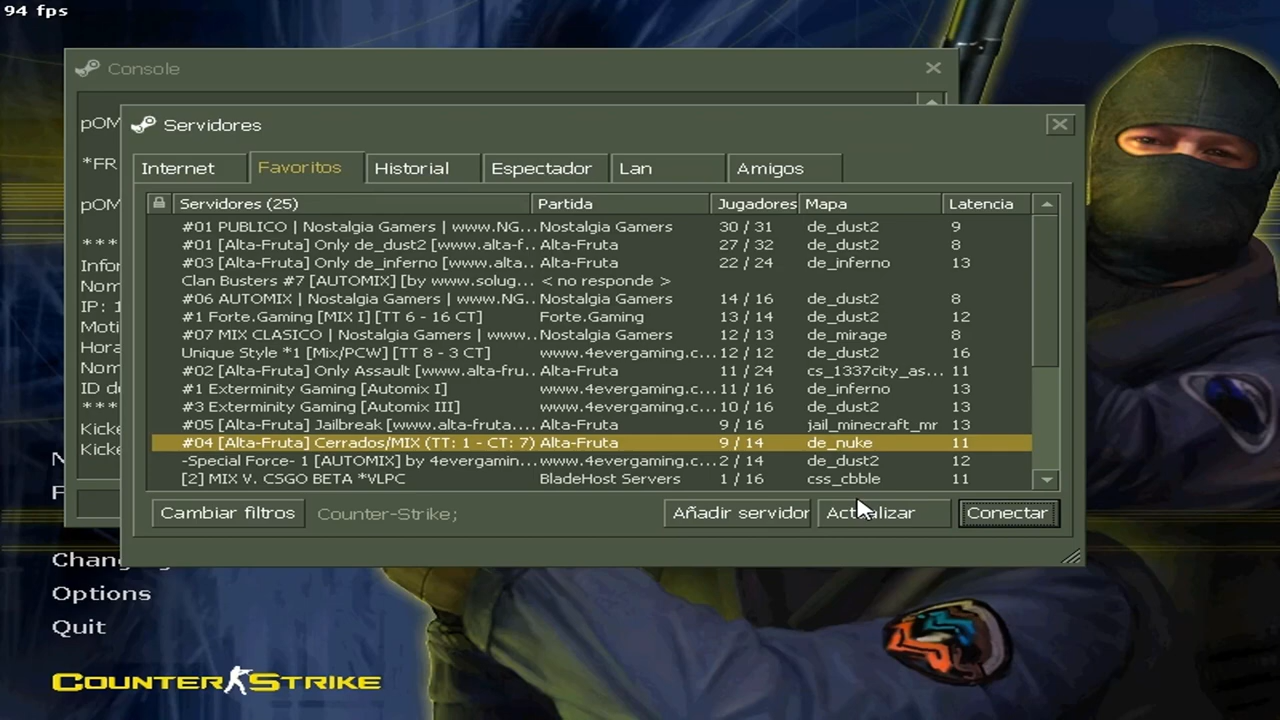 94 fps
Console
pOM
*FR
pOM
***
Infor
Nom
IP: 1
Moti
Hora
Nom
ID de
***
Kicke
Kicke
Servidores
Internet Favoritos Historial Espectador Lan Amigos
Servidores (25) Partida Jugadores Mapa Latencia
#01 PUBLICO | Nostalgia Gamers | www.NG... Nostalgia Gamers 30 / 31 de_dust2 9
#01 [Alta-Fruta] Only de_dust2 [www.alta-f... Alta-Fruta 27 / 32 de_dust2 8
#03 [Alta-Fruta] Only de_inferno [www.alta... Alta-Fruta 22 / 24 de_inferno 13
Clan Busters #7 [AUTOMIX] [by www.solug... < no responde >
#06 AUTOMIX | Nostalgia Gamers | www.NG... Nostalgia Gamers 14 / 16 de_dust2 8
#1 Forte.Gaming [MIX I] [TT 6 - 16 CT] Forte.Gaming 13 / 14 de_dust2 12
#07 MIX CLASICO | Nostalgia Gamers | www... Nostalgia Gamers 12 / 13 de_mirage 8
Unique Style *1 [Mix/PCW] [TT 8 - 3 CT] www.4evergaming.c... 12 / 12 de_dust2 16
#02 [Alta-Fruta] Only Assault [www.alta-fru... Alta-Fruta 11 / 24 cs_1337city_as... 11
#1 Exterminity Gaming [Automix I] www.4evergaming.c... 11 / 16 de_inferno 13
#3 Exterminity Gaming [Automix III] www.4evergaming.c... 10 / 16 de_dust2 13
#05 [Alta-Fruta] Jailbreak [www.alta-fruta.... Alta-Fruta 9 / 16 jail_minecraft_mr 13
#04 [Alta-Fruta] Cerrados/MIX (TT: 1 - CT: 7) Alta-Fruta 9 / 14 de_nuke 11
-Special Force- 1 [AUTOMIX] by 4evergamin... www.4evergaming.c... 2 / 14 de_dust2 12
[2] MIX V. CSGO BETA *VLPC BladeHost Servers 1 / 16 css_cbble 11
Cambiar filtros Counter-Strike; Añadir servidor Actualizar Conectar
N
F
Chang
Options
Quit
COUNTER STRIKE